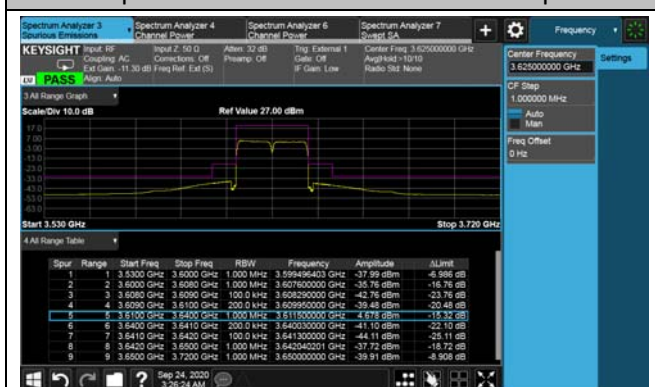 Spectrum Analyzer 3
Spurious Emissions
Spectrum Analyzer 4
Channel Power
Spectrum Analyzer 6
Channel Power
Spectrum Analyzer 7
Swept SA
Frequency
KEYSIGHT Input: RF
Coupling: AC
Ext Gain: -11.30 dB
Align: Auto
Input Z: 50 Ω
Corrections: Off
Freq Ref: Ext (S)
Atten: 32 dB
Preamp: Off
Trig: External 1
Gate: Off
IF Gain: Low
Center Freq: 3.625000000 GHz
Avg|Hold:>10/10
Radio Std: None
PASS
Center Frequency
3.625000000 GHz
Settings
CF Step
1.000000 MHz
Auto
Man
Freq Offset
0 Hz
3 All Range Graph
Scale/Div 10.0 dB
Ref Value 27.00 dBm
17.0
7.00
-3.00
-13.0
-23.0
-33.0
-43.0
-53.0
-63.0
Start 3.530 GHz
Stop 3.720 GHz
4 All Range Table
Spur Range Start Freq Stop Freq RBW Frequency Amplitude ΔLimit
1 1 3.5300 GHz 3.6000 GHz 1.000 MHz 3.599496403 GHz -37.99 dBm -6.986 dB
2 2 3.6000 GHz 3.6080 GHz 1.000 MHz 3.607600000 GHz -35.76 dBm -16.76 dB
3 3 3.6080 GHz 3.6090 GHz 100.0 kHz 3.608290000 GHz -42.76 dBm -23.76 dB
4 4 3.6090 GHz 3.6100 GHz 200.0 kHz 3.609950000 GHz -39.48 dBm -20.48 dB
5 5 3.6100 GHz 3.6400 GHz 1.000 MHz 3.611500000 GHz 4.678 dBm -15.32 dB
6 6 3.6400 GHz 3.6410 GHz 200.0 kHz 3.640030000 GHz -41.10 dBm -22.10 dB
7 7 3.6410 GHz 3.6420 GHz 100.0 kHz 3.641300000 GHz -44.11 dBm -25.11 dB
8 8 3.6420 GHz 3.6500 GHz 1.000 MHz 3.642040201 GHz -37.72 dBm -18.72 dB
9 9 3.6500 GHz 3.7200 GHz 1.000 MHz 3.650000000 GHz -39.91 dBm -8.908 dB
Sep 24, 2020
3:26:24 AM